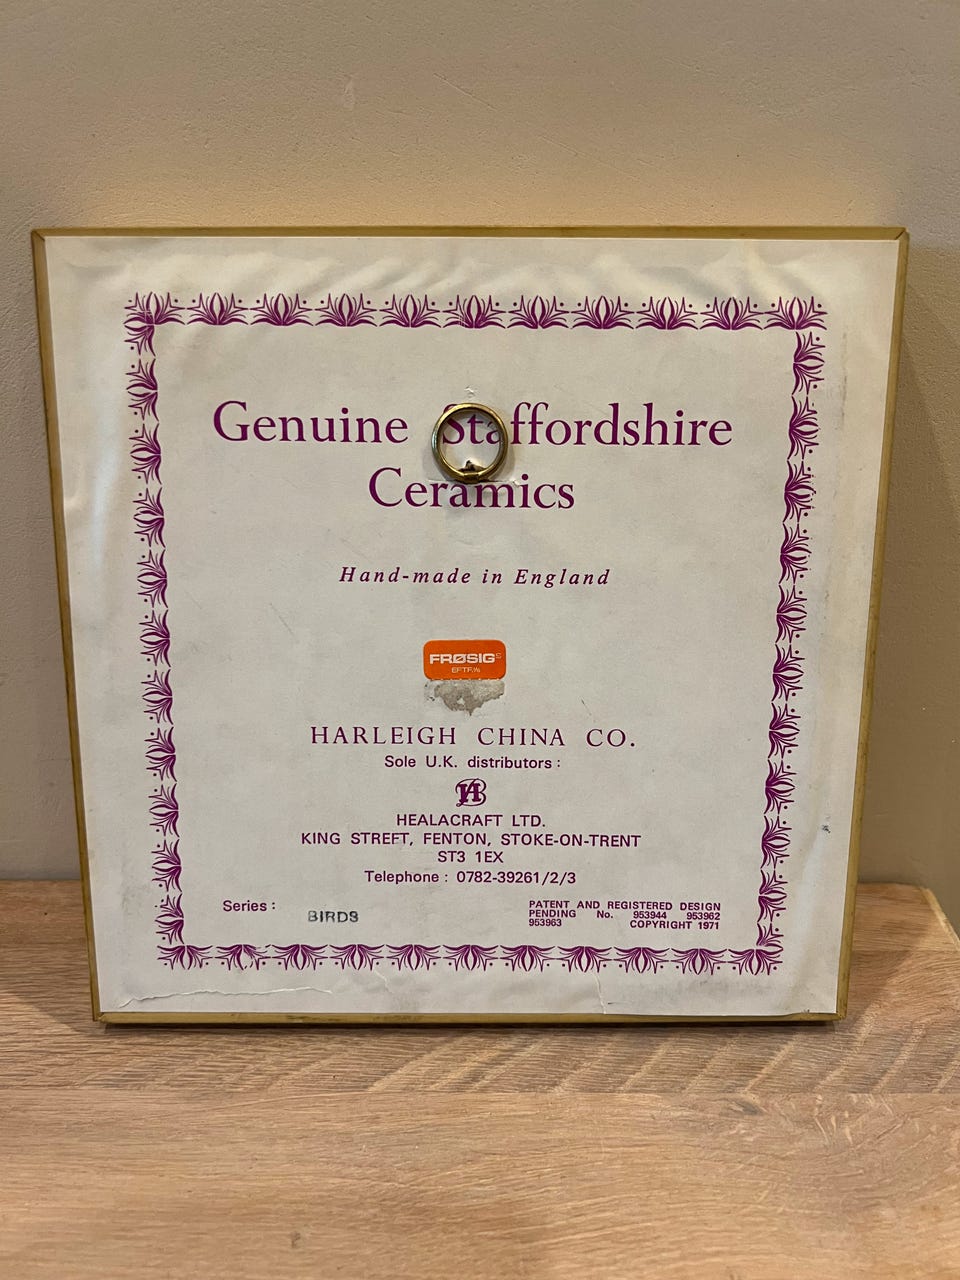 Genuine Staffordshire
Ceramics
Hand-made in England
FRØSIG
EFTF.
HARLEIGH CHINA CO.
Sole U.K. distributors:
HEALACRAFT LTD.
KING STREFT, FENTON, STOKE-ON-TRENT
ST3 1EX
Telephone: 0782-39261/2/3
Series: BIRDS
PATENT AND REGISTERED DESIGN
PENDING No. 953944 953962
953963 COPYRIGHT 1971